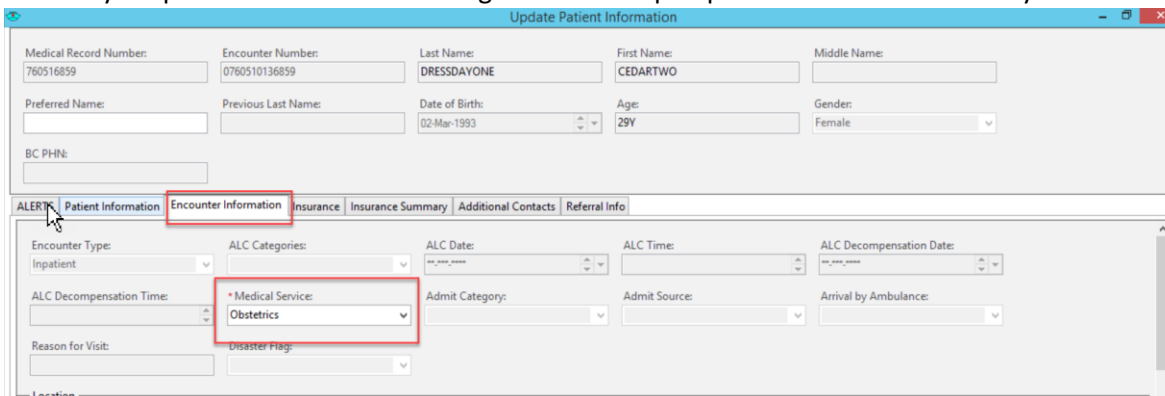 Update Patient Information
Medical Record Number: Encounter Number: Last Name: First Name: Middle Name:
760516859 0760510136859 DRESSDAYONE CEDARTWO
Preferred Name: Previous Last Name: Date of Birth: Age: Gender:
02-Mar-1993 29Y Female
BC PHN:
ALERTS Patient Information Encounter Information Insurance Insurance Summary Additional Contacts Referral Info
Encounter Type: ALC Categories: ALC Date: ALC Time: ALC Decompensation Date:
Inpatient **-***-**** **-***-****
ALC Decompensation Time: * Medical Service: Admit Category: Admit Source: Arrival by Ambulance:
Obstetrics
Reason for Visit: Disaster Flag:
Location